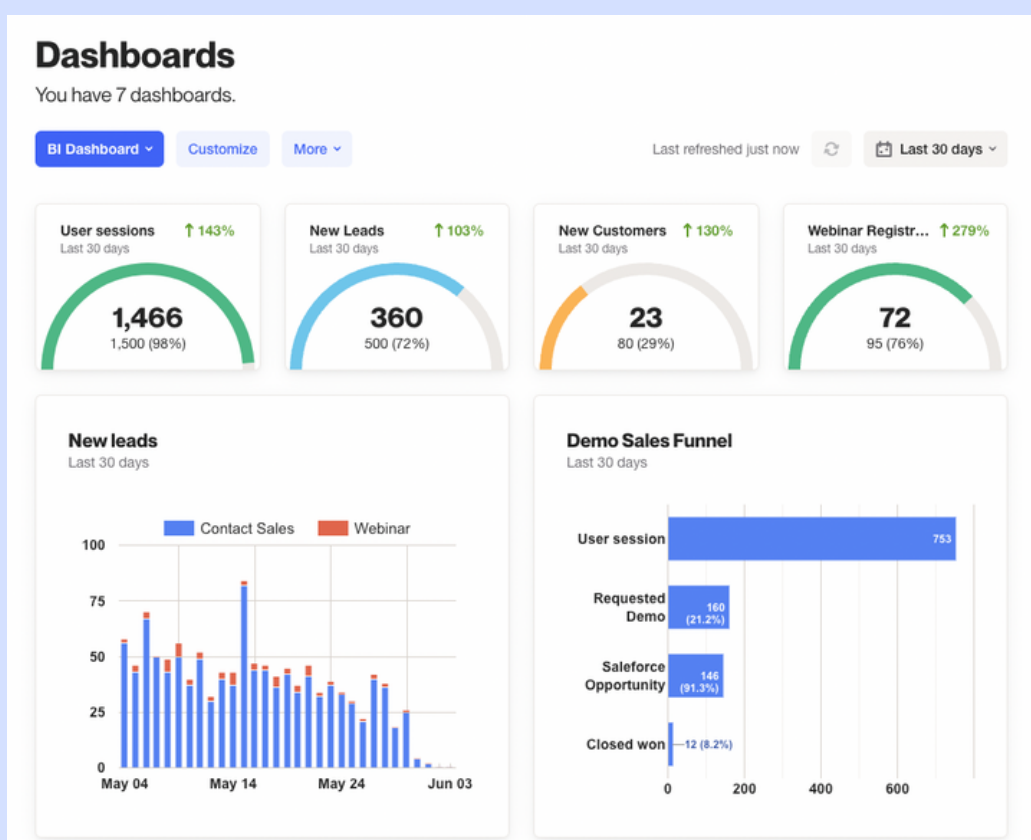 Dashboards
You have 7 dashboards.
BI Dashboard
Customize
More
Last refreshed just now
Last 30 days
User sessions
143%
Last 30 days
1,466
1,500 (98%)
New Leads
103%
Last 30 days
360
500 (72%)
New Customers
130%
Last 30 days
23
80 (29%)
Webinar Registr...
279%
Last 30 days
72
95 (76%)
New leads
Last 30 days
Contact Sales
Webinar
100
75
50
25
0
May 04
May 14
May 24
Jun 03
Demo Sales Funnel
Last 30 days
User session
753
Requested
Demo
160
(21.2%)
Saleforce
Opportunity
146
(91.3%)
Closed won
12 (8.2%)
0
200
400
600